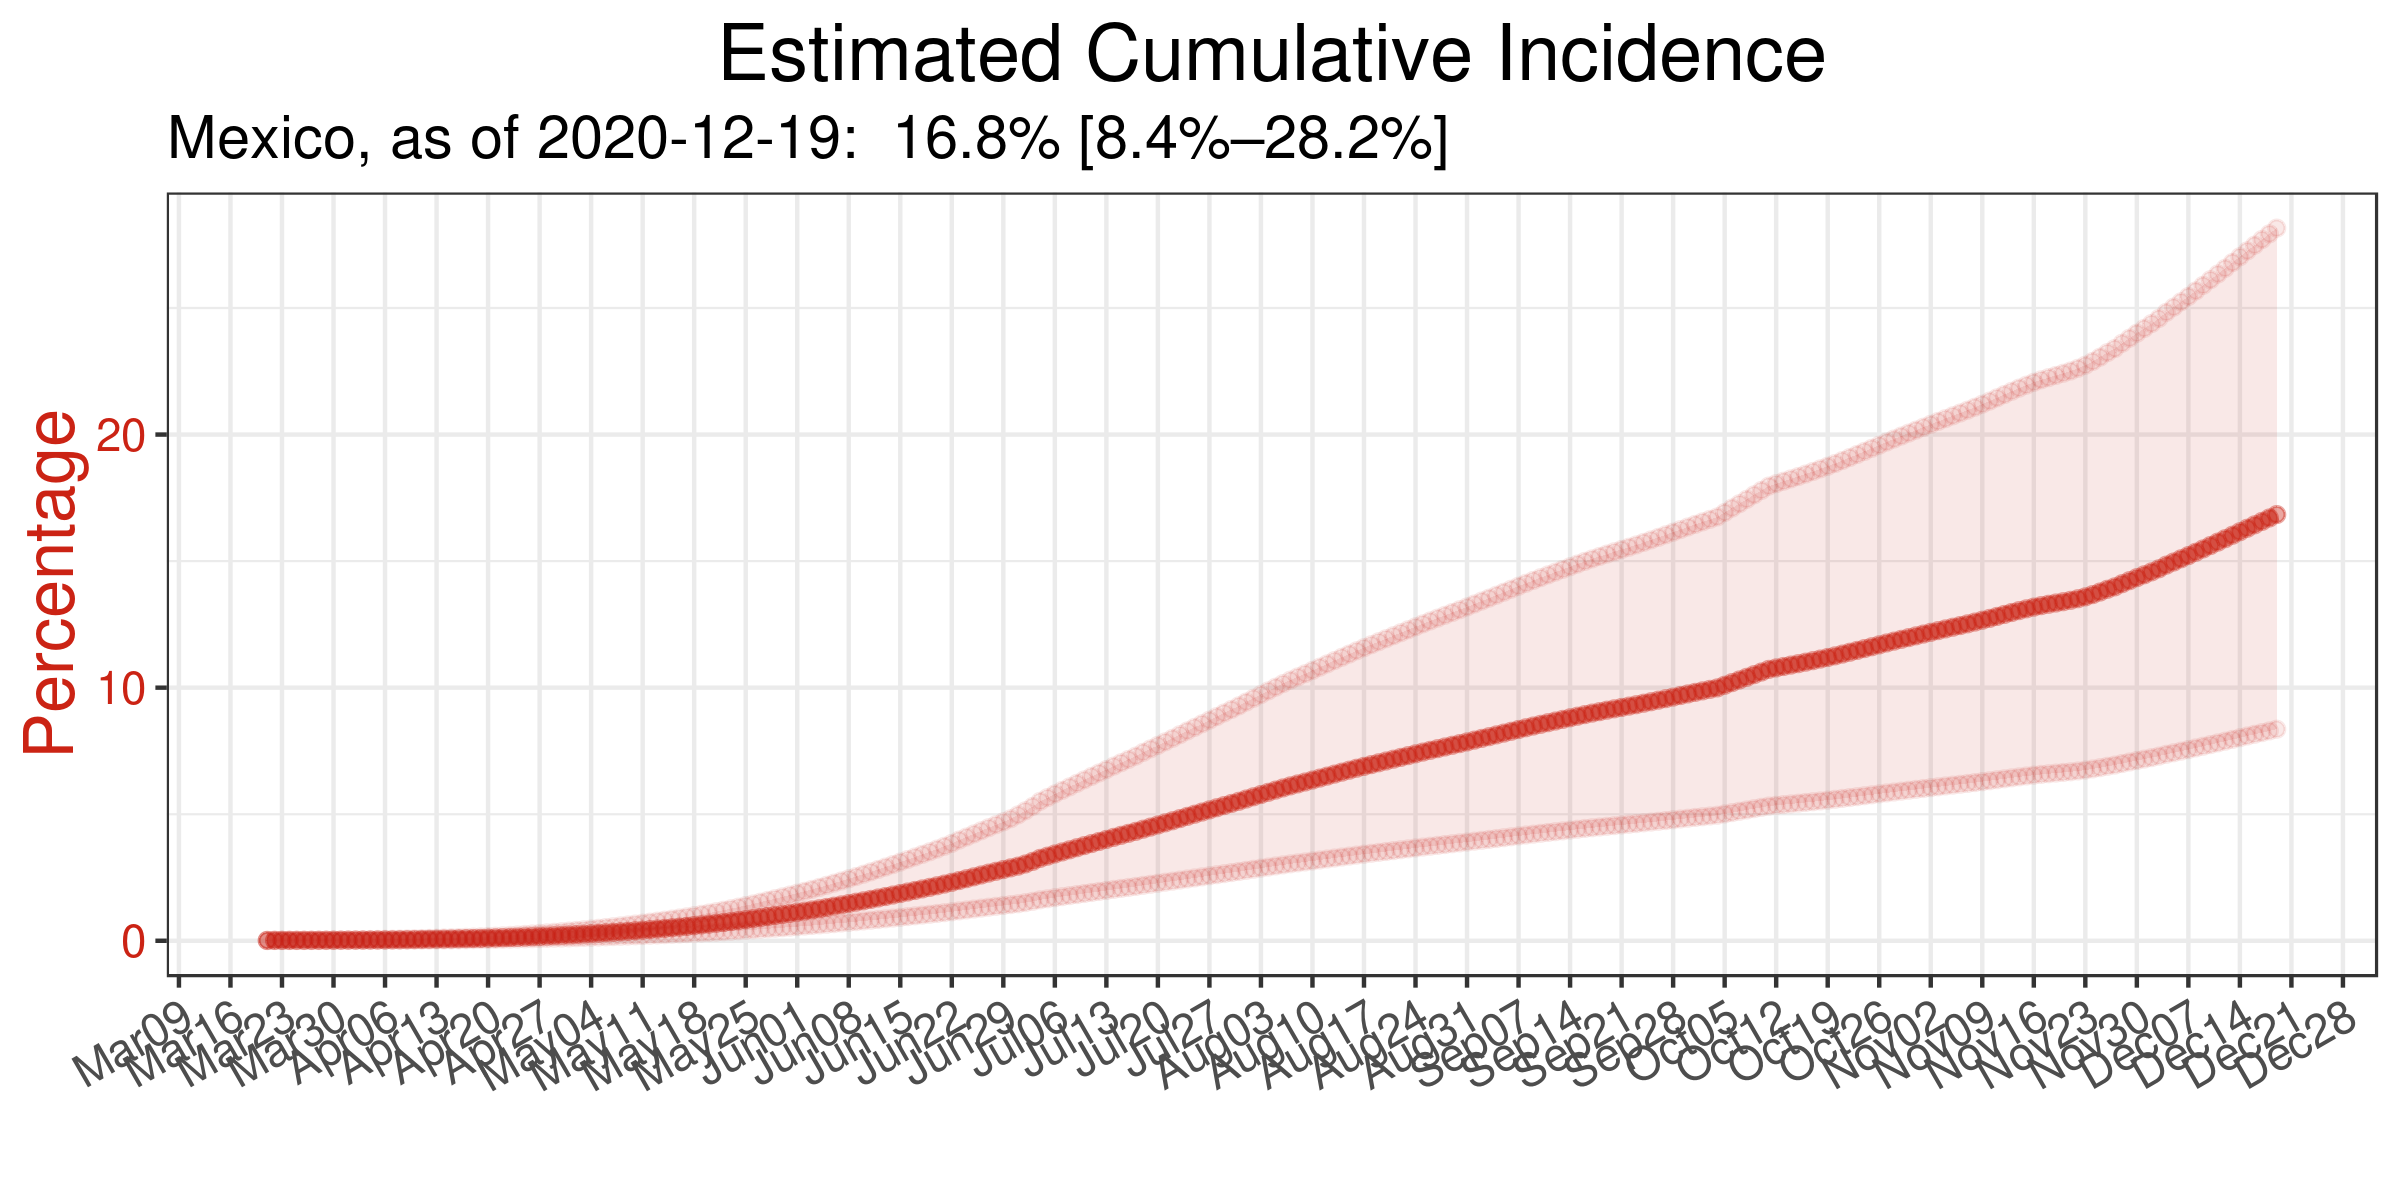 Estimated Cumulative Incidence
Mexico, as of 2020-12-19:  16.8% [8.4%–28.2%]
Percentage
20
10
0
Mar09
Mar16
Mar23
Mar30
Apr06
Apr13
Apr20
Apr27
May04
May11
May18
May25
Jun01
Jun08
Jun15
Jun22
Jun29
Jul06
Jul13
Jul20
Jul27
Aug03
Aug10
Aug17
Aug24
Aug31
Sep07
Sep14
Sep21
Sep28
Oct05
Oct12
Oct19
Oct26
Nov02
Nov09
Nov16
Nov23
Nov30
Dec07
Dec14
Dec21
Dec28